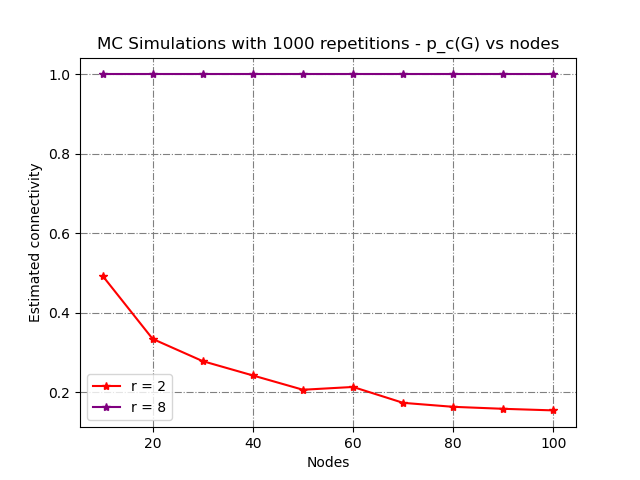 MC Simulations with 1000 repetitions - p_c(G) vs nodes
1.0
0.8
0.6
0.4
0.2
Estimated connectivity
r = 2
r = 8
20 40 60 80 100
Nodes